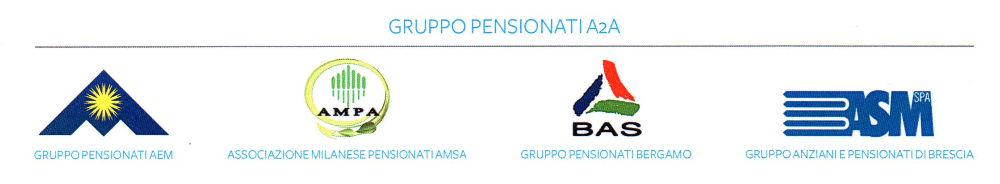 GRUPPO PENSIONATI A2A
AMPA
BAS
ASM SPA
GRUPPO PENSIONATI AEM
ASSOCIAZIONE MILANESE PENSIONATI AMSA
GRUPPO PENSIONATI BERGAMO
GRUPPO ANZIANI E PENSIONATI DI BRESCIA